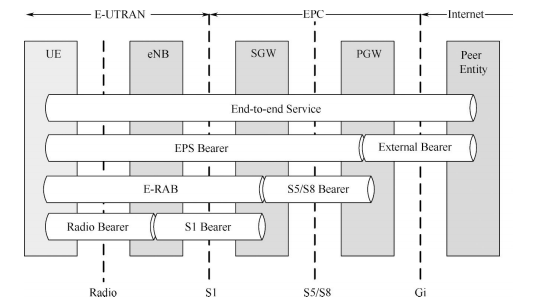 E-UTRAN EPC Internet
UE eNB SGW PGW Peer
Entity
End-to-end Service
EPS Bearer External Bearer
E-RAB S5/S8 Bearer
Radio Bearer S1 Bearer
Radio S1 S5/S8 Gi